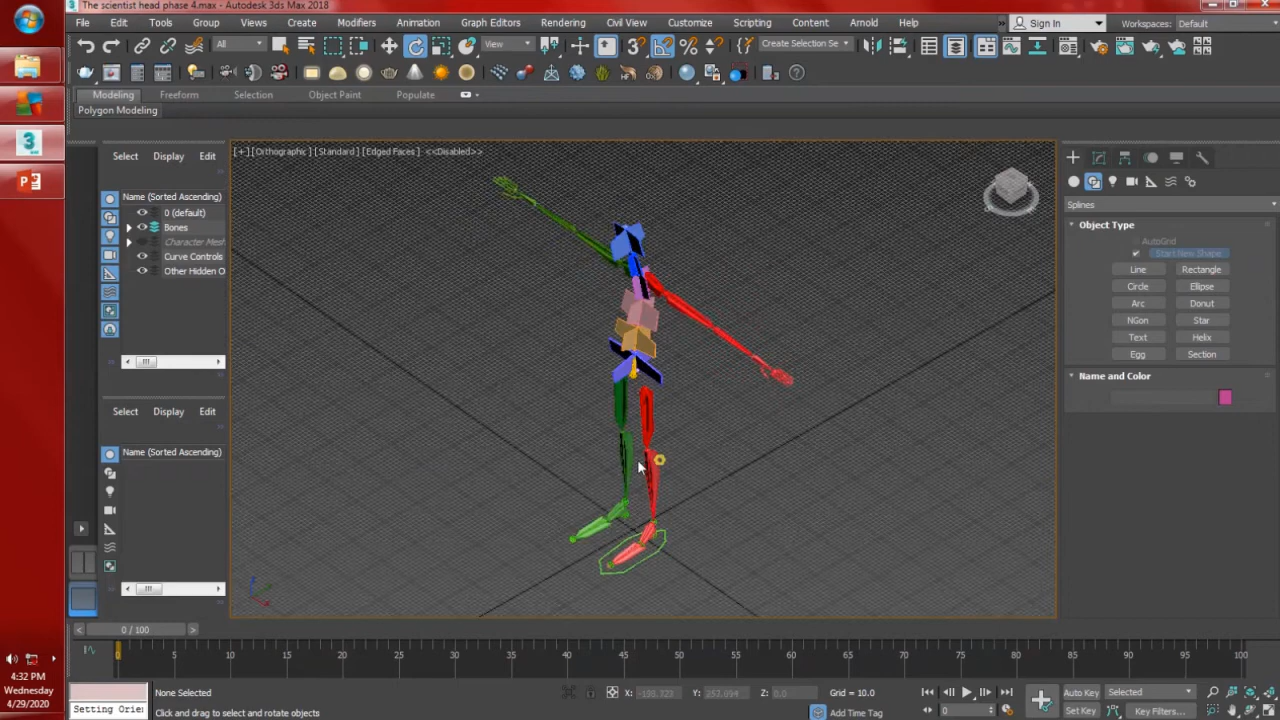 The scientist head phase 4.max - Autodesk 3ds Max 2018
File Edit Tools Group Views Create Modifiers Animation Graph Editors Rendering Civil View Customize Scripting Content Arnold Help » Sign In Workspaces: Default
All View Create Selection Se
Modeling Freeform Selection Object Paint Populate
Polygon Modeling
Select Display Edit
Name (Sorted Ascending)
0 (default)
Bones
Character Mesh
Curve Controls
Other Hidden O
Select Display Edit
Name (Sorted Ascending)
[+] [Orthographic] [Standard] [Edged Faces] <<Disabled>>
Splines
Object Type
AutoGrid
Start New Shape
Line Rectangle
Circle Ellipse
Arc Donut
NGon Star
Text Helix
Egg Section
Name and Color
0 / 100
0 5 10 15 20 25 30 35 40 45 50 55 60 65 70 75 80 85 90 95 100
4:32 PM
Wednesday
4/29/2020
None Selected
X: -198.723 Y: 257.094 Z: 0.0 Grid = 10.0
Auto Key Selected
Setting Orie
Click and drag to select and rotate objects
Add Time Tag
0
Set Key Key Filters...